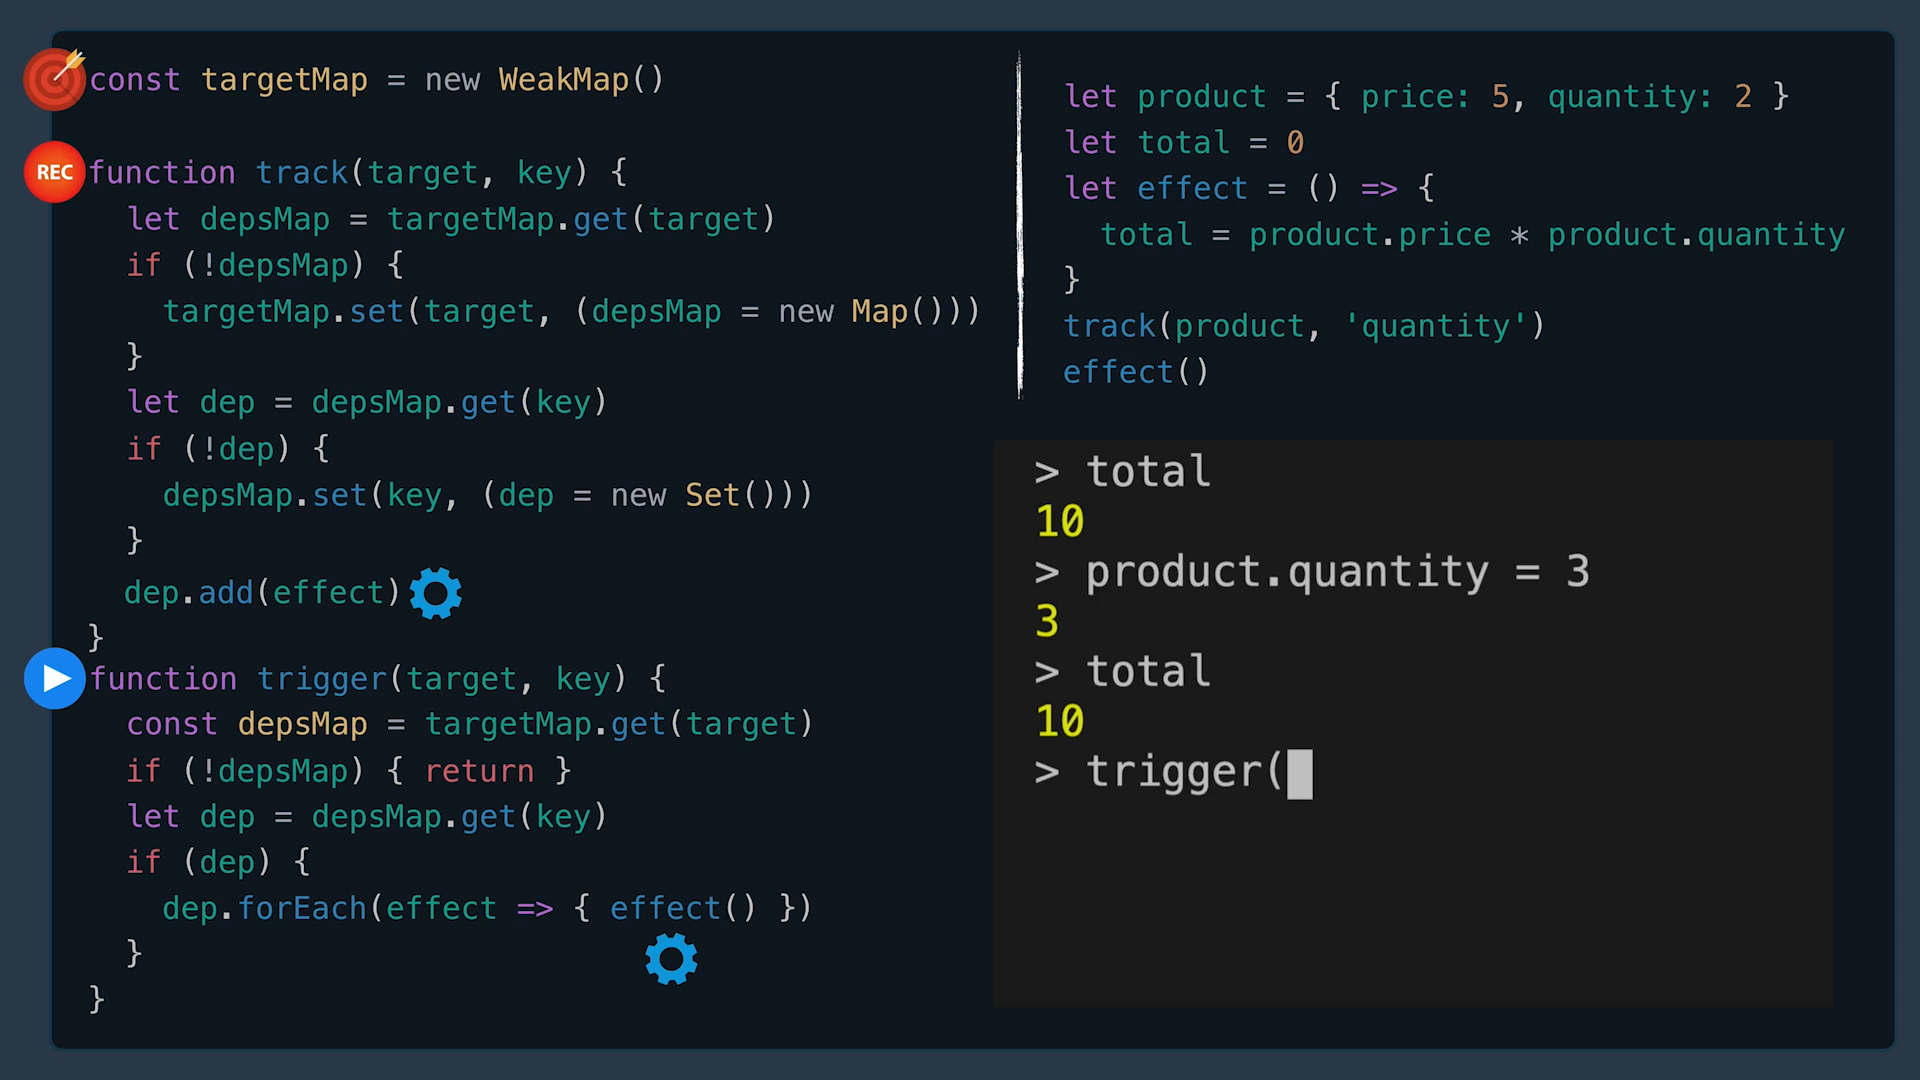 const targetMap = new WeakMap()
REC
function track(target, key) {
let depsMap = targetMap.get(target)
if (!depsMap) {
targetMap.set(target, (depsMap = new Map()))
}
let dep = depsMap.get(key)
if (!dep) {
depsMap.set(key, (dep = new Set()))
}
dep.add(effect)
}
function trigger(target, key) {
const depsMap = targetMap.get(target)
if (!depsMap) { return }
let dep = depsMap.get(key)
if (dep) {
dep.forEach(effect => { effect() })
}
}
let product = { price: 5, quantity: 2 }
let total = 0
let effect = () => {
total = product.price * product.quantity
}
track(product, 'quantity')
effect()
> total
10
> product.quantity = 3
3
> total
10
> trigger(